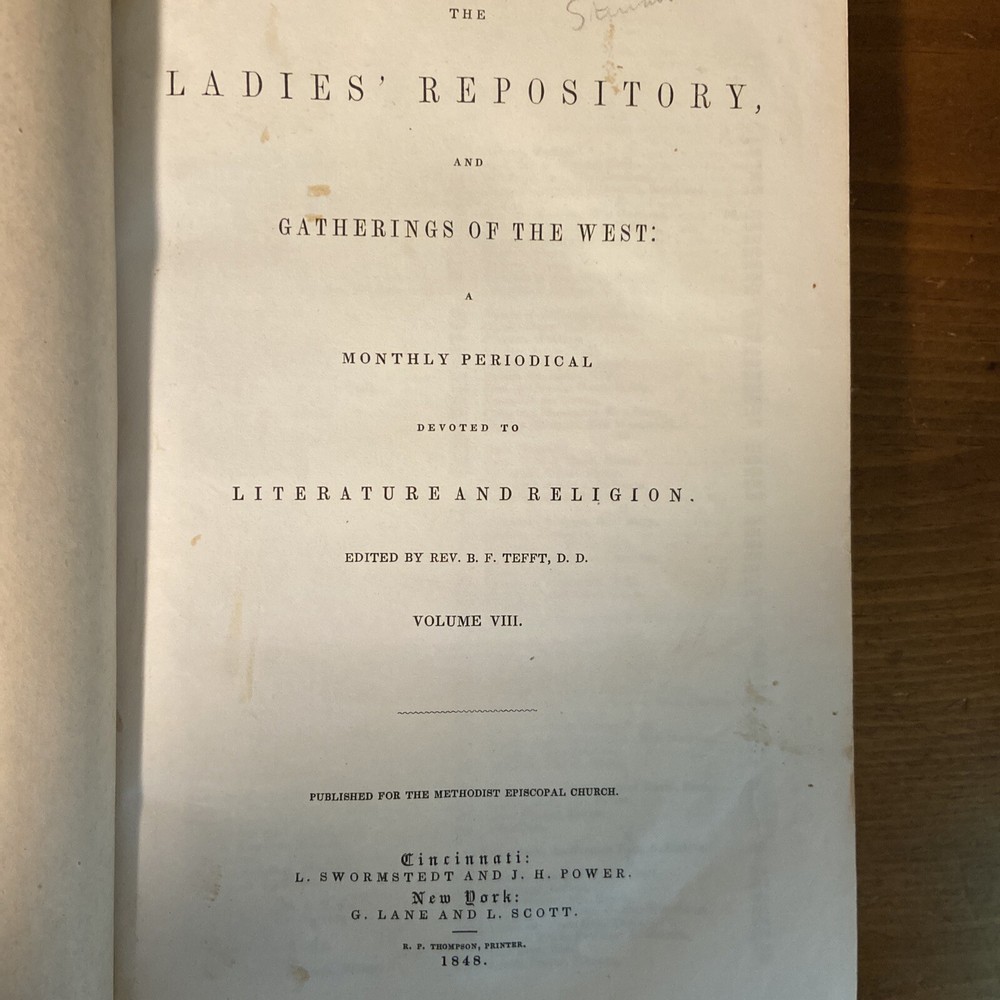 THE
LADIES' REPOSITORY,
AND
GATHERINGS OF THE WEST:
A
MONTHLY PERIODICAL
DEVOTED TO
LITERATURE AND RELIGION.
EDITED BY REV. B. F. TEFFT, D. D.
VOLUME VIII.
PUBLISHED FOR THE METHODIST EPISCOPAL CHURCH.
Cincinnati:
L. SWORMSTEDT AND J. H. POWER.
New York:
G. LANE AND L. SCOTT.
R. P. THOMPSON, PRINTER.
1848.